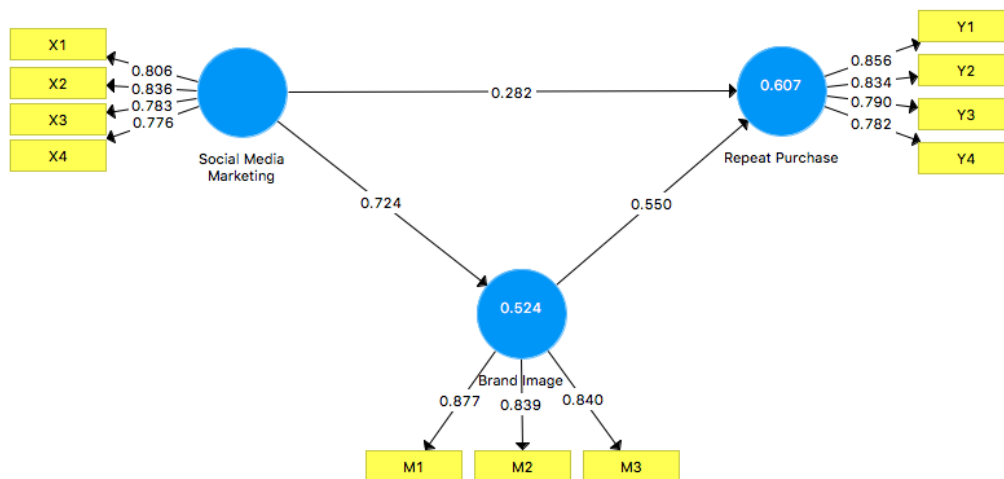 X1
X2
X3
X4
0.806
0.836
0.783
0.776
Social Media
Marketing
0.282
0.724
0.607
Repeat Purchase
0.856
0.834
0.790
0.782
Y1
Y2
Y3
Y4
0.550
0.524
Brand Image
0.877
0.839
0.840
M1
M2
M3